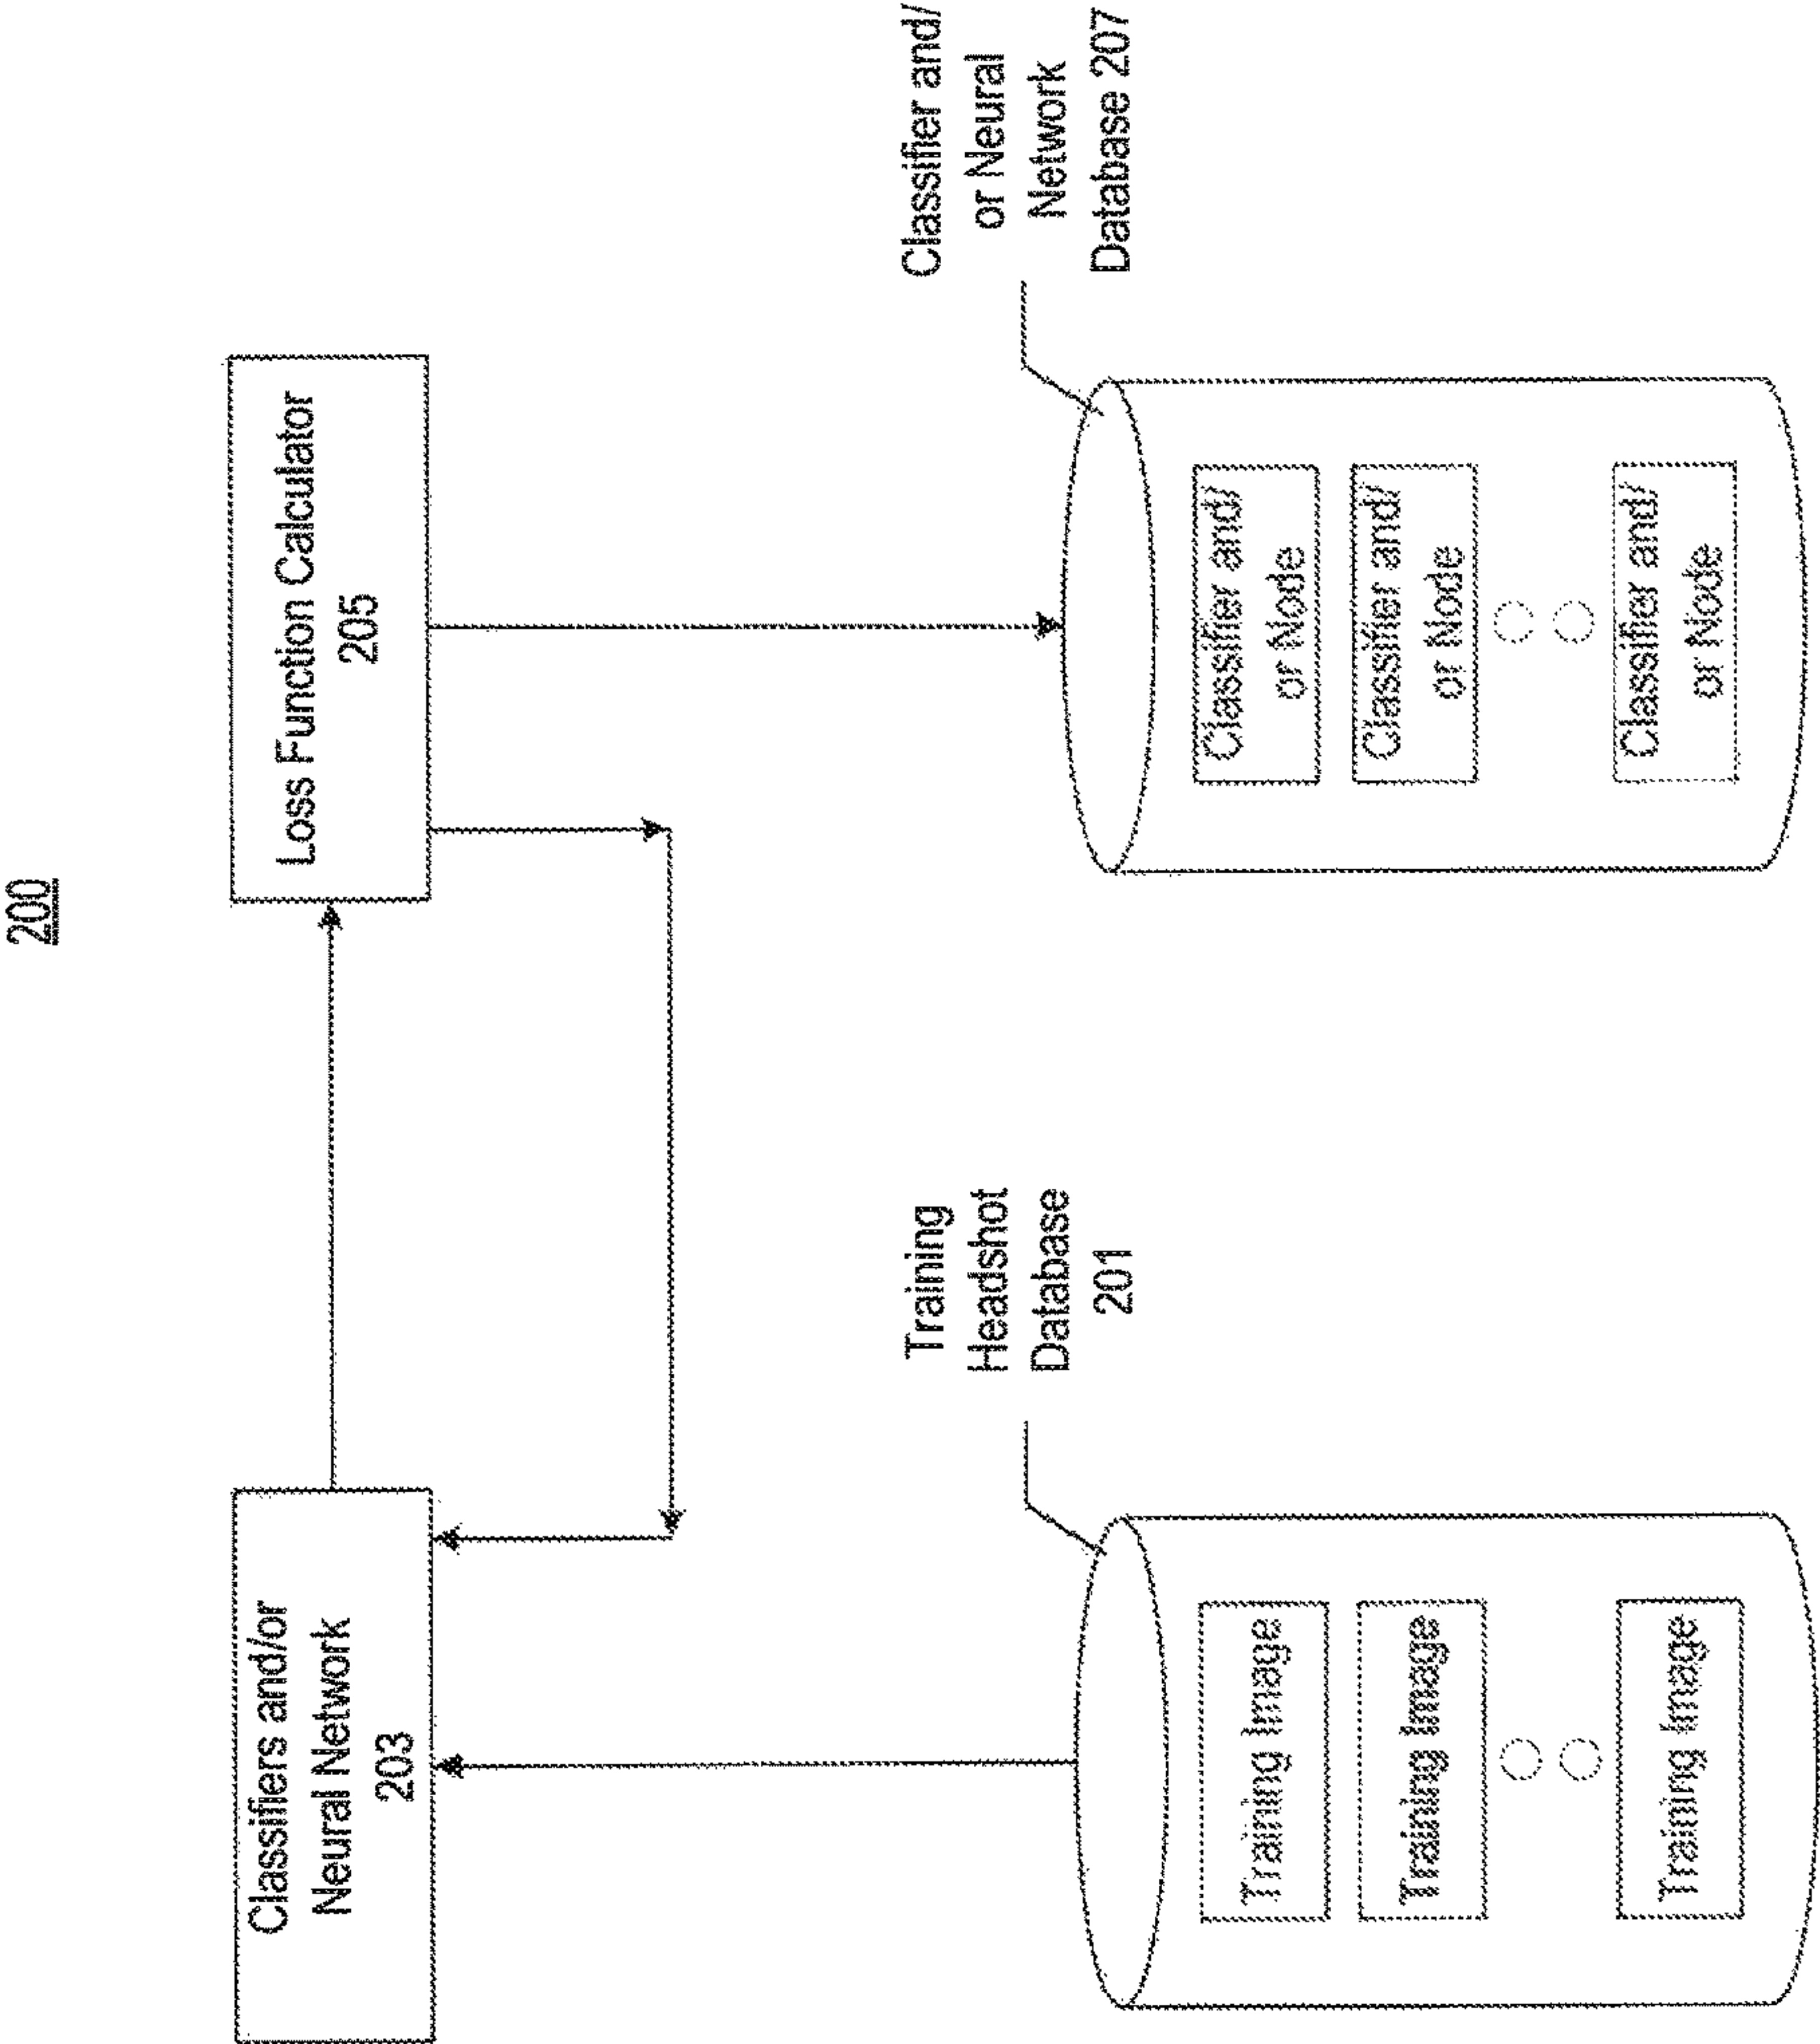 200
Classifiers and/or
Neural Network
203
Loss Function Calculator
205
Training
Headshot
Database
201
Classifier and/
or Neural
Network
Database 207
Training Image
Training Image
Training Image
Classifier and/
or Node
Classifier and/
or Node
Classifier and/
or Node